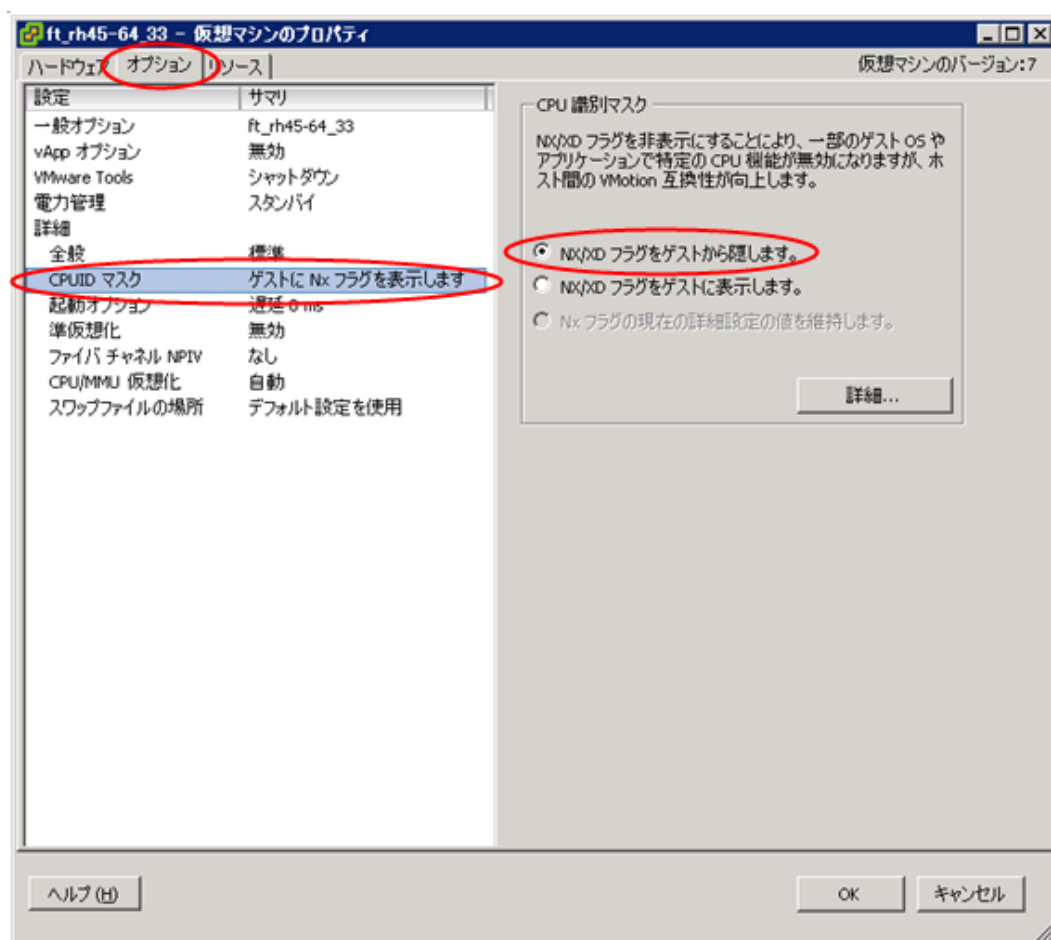 ft_rh45-64_33 - 仮想マシンのプロパティ
ハードウェア オプション リソース 仮想マシンのバージョン:7
設定 サマリ
一般オプション ft_rh45-64_33
vApp オプション 無効
VMware Tools シャットダウン
電力管理 スタンバイ
詳細
全般 標準
CPUID マスク ゲストに Nx フラグを表示します
起動オプション 遅延 0 ms
準仮想化 無効
ファイバ チャネル NPIV なし
CPU/MMU 仮想化 自動
スワップファイルの場所 デフォルト設定を使用
CPU 識別マスク
NX/XD フラグを非表示にすることにより、一部のゲスト OS や
アプリケーションで特定の CPU 機能が無効になりますが、ホ
スト間の VMotion 互換性が向上します。
NX/XD フラグをゲストから隠します。
NX/XD フラグをゲストに表示します。
Nx フラグの現在の詳細設定の値を維持します。
詳細...
ヘルプ (H) OK キャンセル